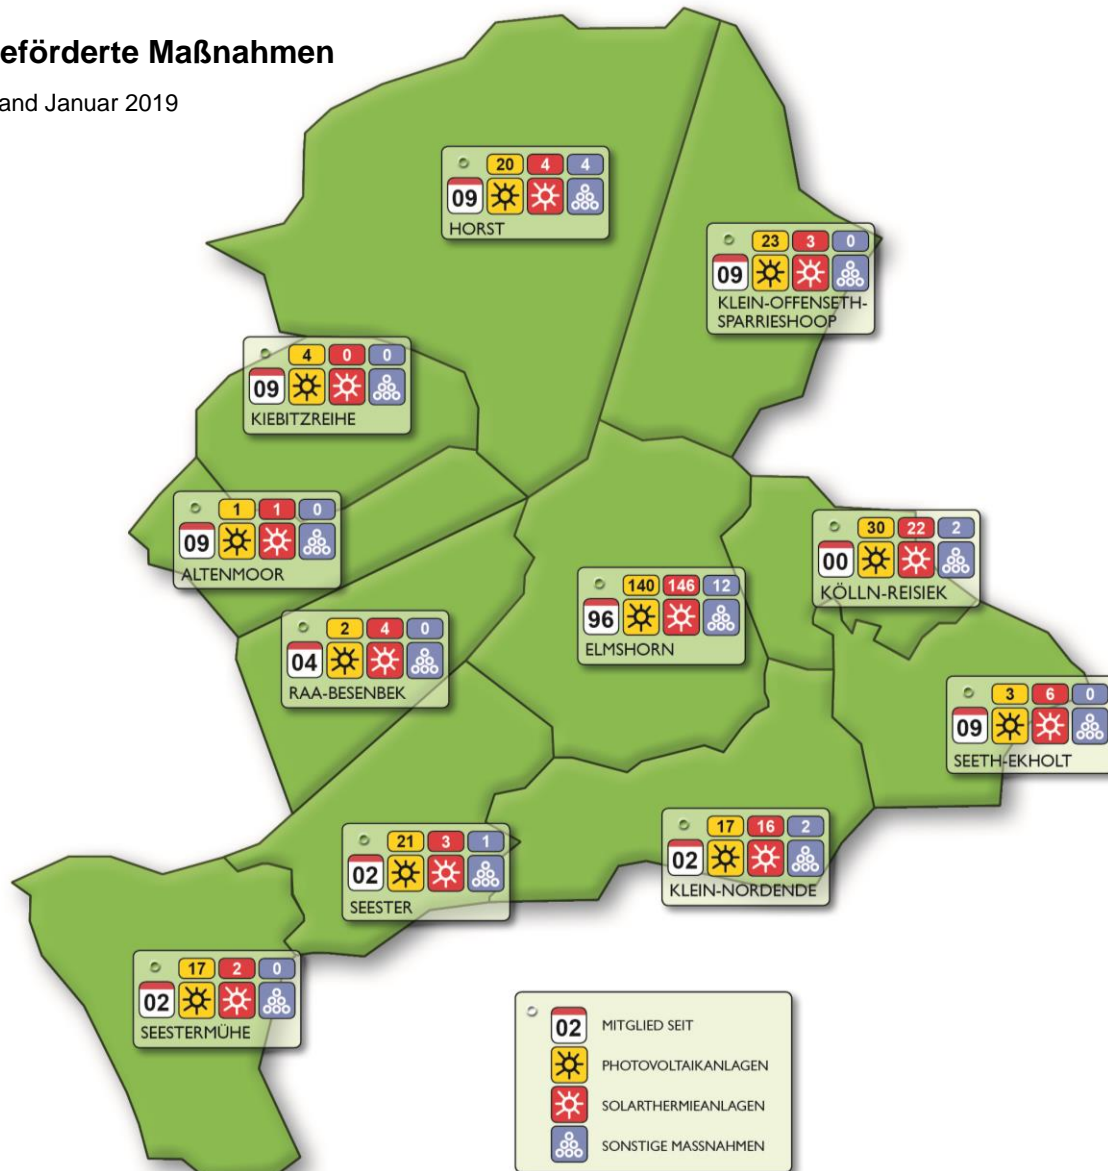 eförderte Maßnahmen
and Januar 2019
20 4 4
09
HORST
23 3 0
09
KLEIN-OFFENSETH-
SPARRIESHOOP
4 0 0
09
KIEBITZREIHE
1 1 0
09
ALTENMOOR
30 22 2
00
KÖLLN-REISIEK
140 146 12
96
ELMSHORN
2 4 0
04
RAA-BESENBEK
3 6 0
09
SEETH-EKHOLT
17 16 2
02
KLEIN-NORDENDE
21 3 1
02
SEESTER
17 2 0
02
SEESTERMÜHE
02 MITGLIED SEIT
PHOTOVOLTAIKANLAGEN
SOLARTHERMIEANLAGEN
SONSTIGE MASSNAHMEN